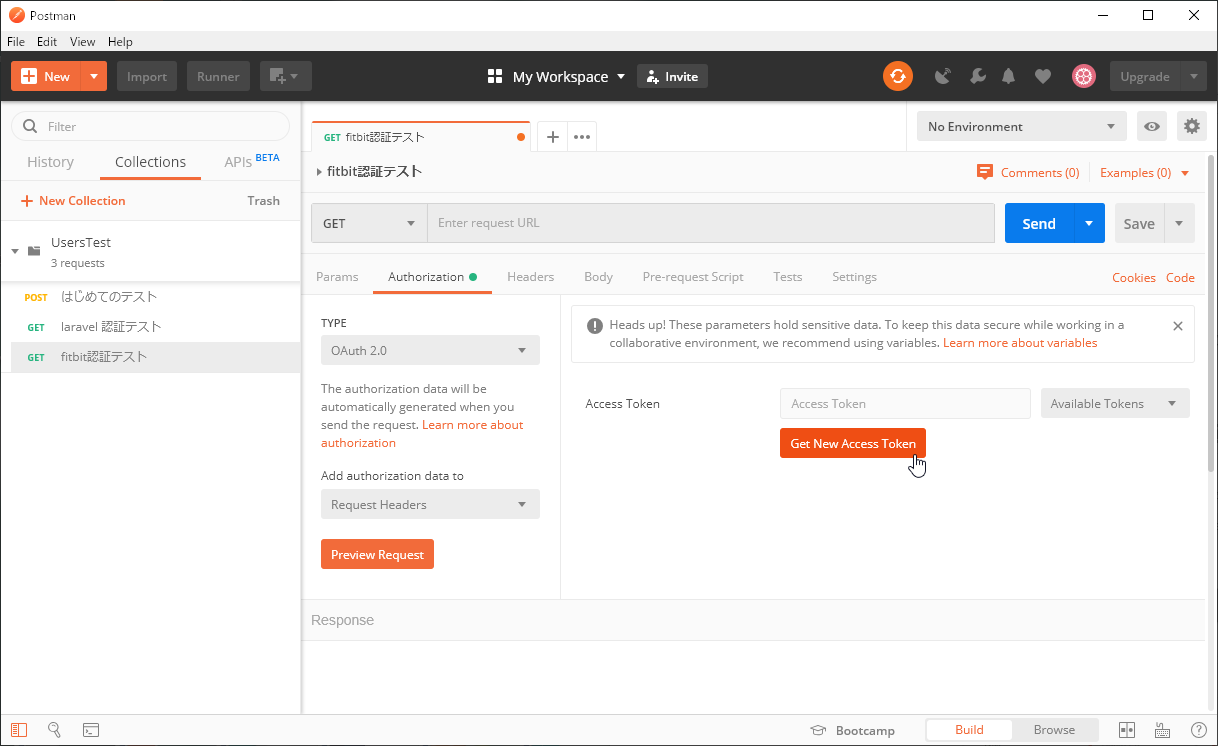 Postman
File Edit View Help
New Import Runner My Workspace Invite Upgrade
Filter
History Collections APIs BETA
New Collection Trash
UsersTest
3 requests
POST はじめてのテスト
GET laravel 認証テスト
GET fitbit認証テスト
GET fitbit認証テスト
No Environment
fitbit認証テスト
Comments (0) Examples (0)
GET Enter request URL Send Save
Params Authorization Headers Body Pre-request Script Tests Settings Cookies Code
TYPE
OAuth 2.0
The authorization data will be
automatically generated when you
send the request. Learn more about
authorization
Add authorization data to
Request Headers
Preview Request
Heads up! These parameters hold sensitive data. To keep this data secure while working in a
collaborative environment, we recommend using variables. Learn more about variables
Access Token Access Token Available Tokens
Get New Access Token
Response
Bootcamp Build Browse